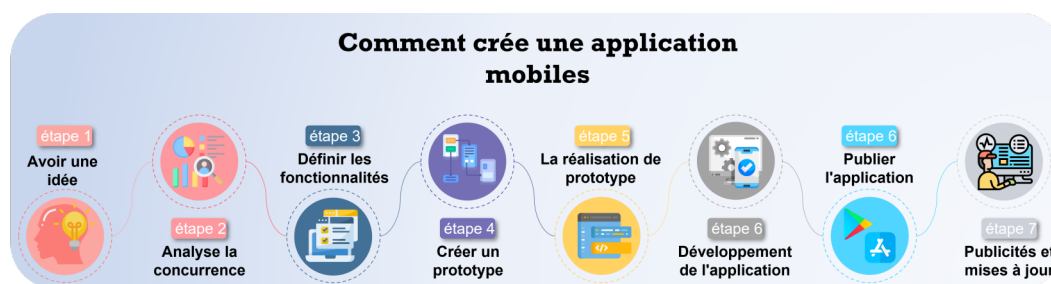 Comment crée une application
mobiles
étape 1
Avoir une
idée
étape 2
Analyse la
concurrence
étape 3
Définir les
fonctionnalités
étape 4
Créer un
prototype
étape 5
La réalisation de
prototype
étape 6
Développement
de l'application
étape 6
Publier
l'application
étape 7
Publicités et
mises à jour